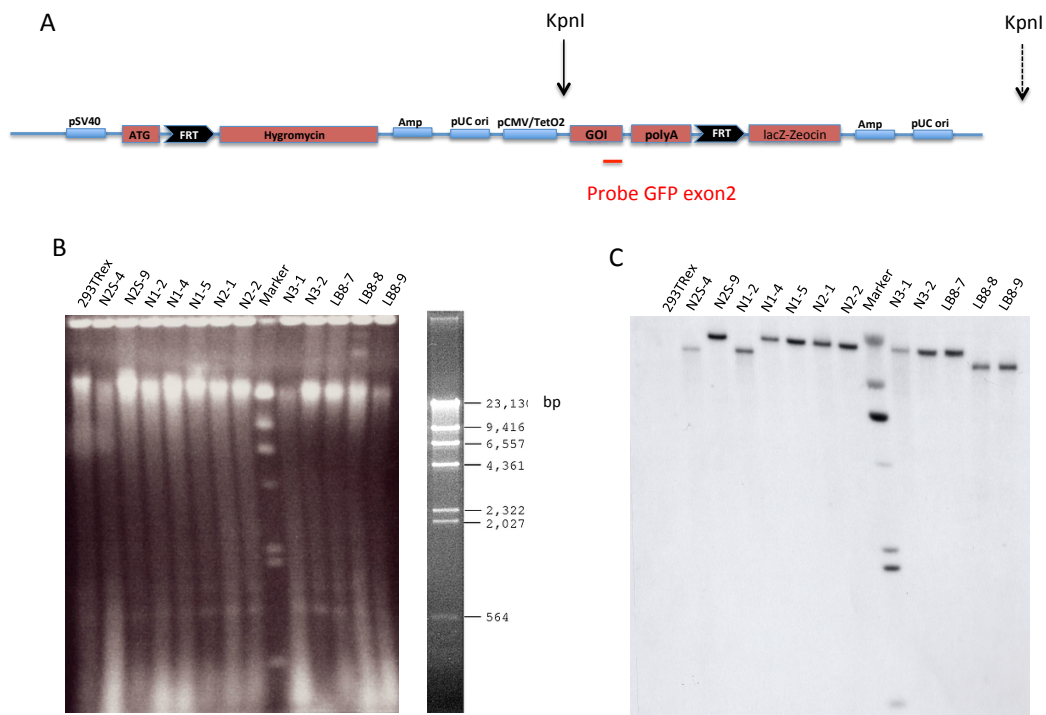 A
KpnI
KpnI
pSV40
ATG
FRT
Hygromycin
Amp
pUC ori
pCMV/TetO2
GOI
polyA
FRT
lacZ-Zeocin
Amp
pUC ori
Probe GFP exon2
B
293TRex
N2S-4
N2S-9
N1-2
N1-4
N1-5
N2-1
N2-2
Marker
N3-1
N3-2
LB8-7
LB8-8
LB8-9
23,130 bp
9,416
6,557
4,361
2,322
2,027
564
C
293TRex
N2S-4
N2S-9
N1-2
N1-4
N1-5
N2-1
N2-2
Marker
N3-1
N3-2
LB8-7
LB8-8
LB8-9